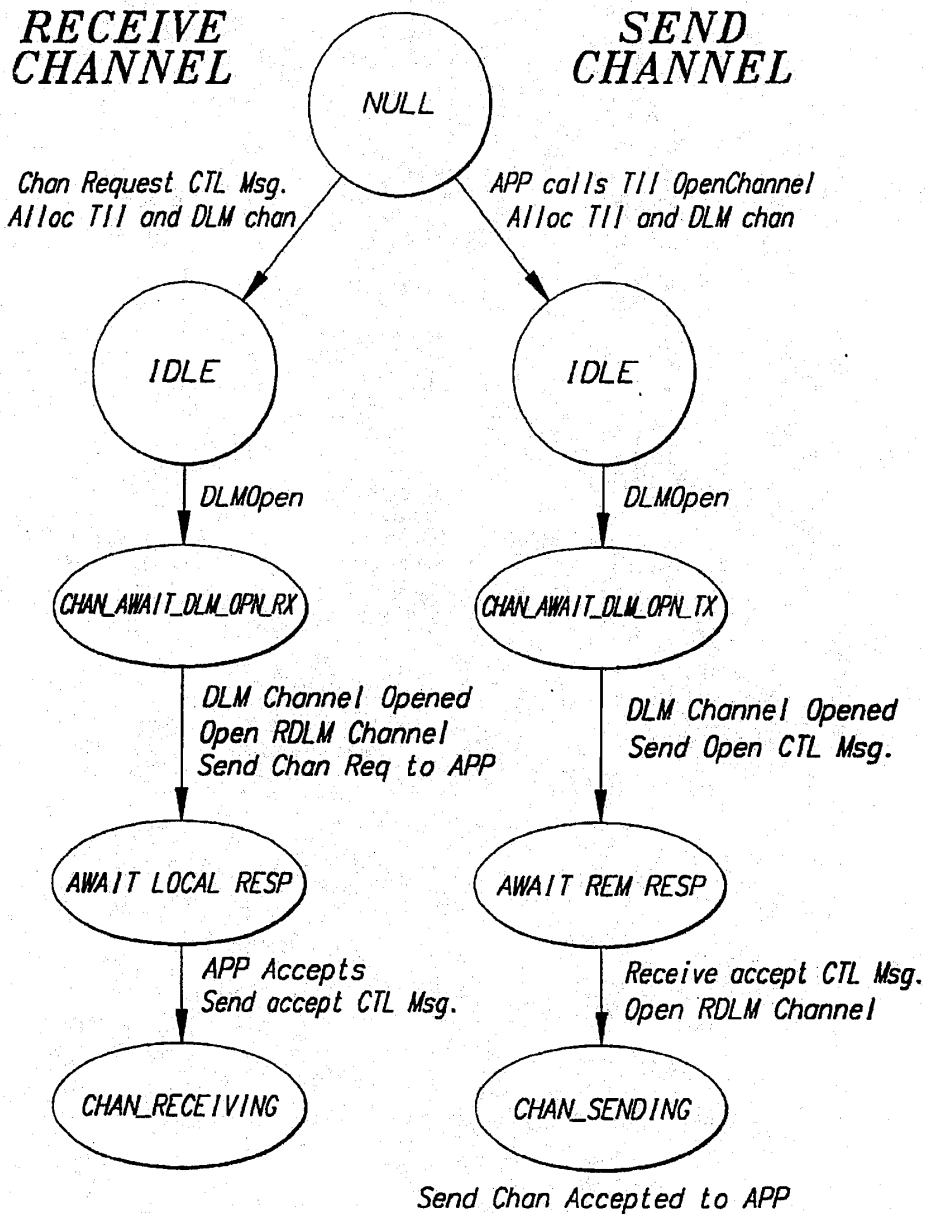 RECEIVE
CHANNEL
SEND
CHANNEL
NULL
Chan Request CTL Msg.
Alloc TII and DLM chan
APP calls TII OpenChannel
Alloc TII and DLM chan
IDLE
IDLE
DLMOpen
DLMOpen
CHAN_AWAIT_DLM_OPN_RX
CHAN_AWAIT_DLM_OPN_TX
DLM Channel Opened
Open RDLM Channel
Send Chan Req to APP
DLM Channel Opened
Send Open CTL Msg.
AWAIT LOCAL RESP
AWAIT REM RESP
APP Accepts
Send accept CTL Msg.
Receive accept CTL Msg.
Open RDLM Channel
CHAN_RECEIVING
CHAN_SENDING
Send Chan Accepted to APP